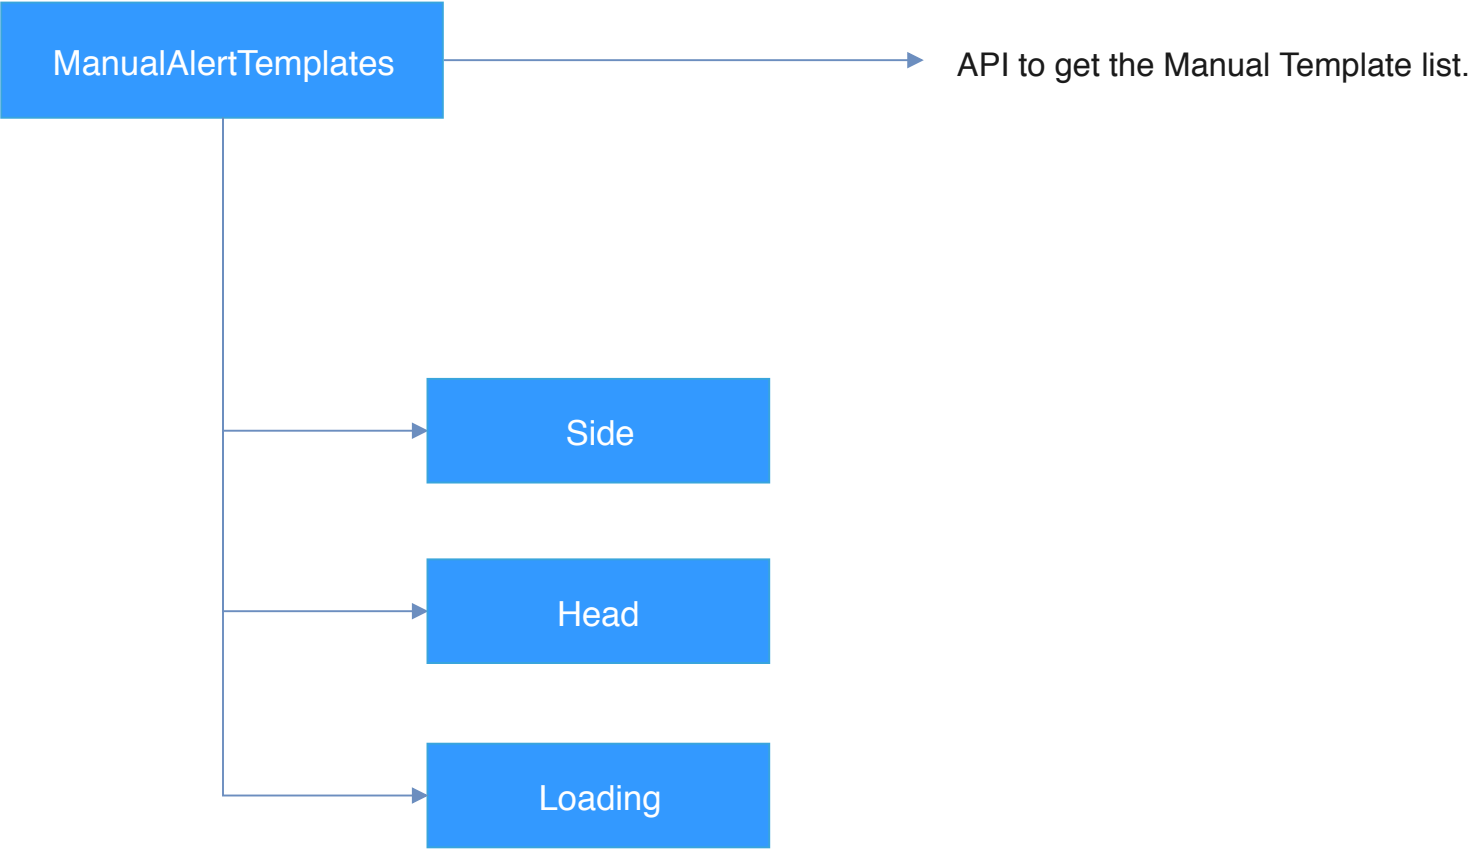 ManualAlertTemplates
API to get the Manual Template list.
Side
Head
Loading